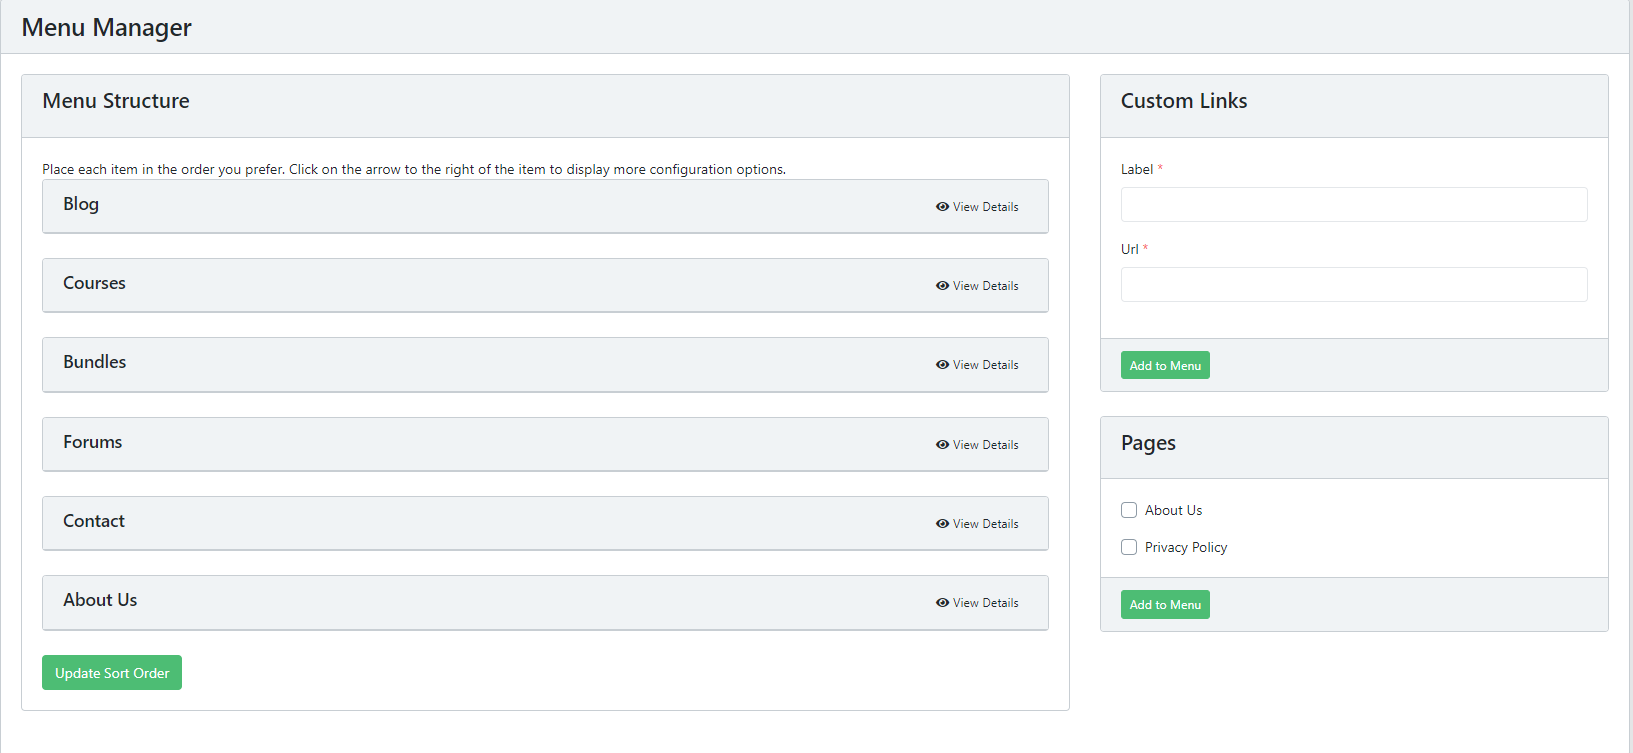 Menu Manager
Menu Structure
Place each item in the order you prefer. Click on the arrow to the right of the item to display more configuration options.
Blog
View Details
Courses
View Details
Bundles
View Details
Forums
View Details
Contact
View Details
About Us
View Details
Update Sort Order
Custom Links
Label *
Url *
Add to Menu
Pages
About Us
Privacy Policy
Add to Menu